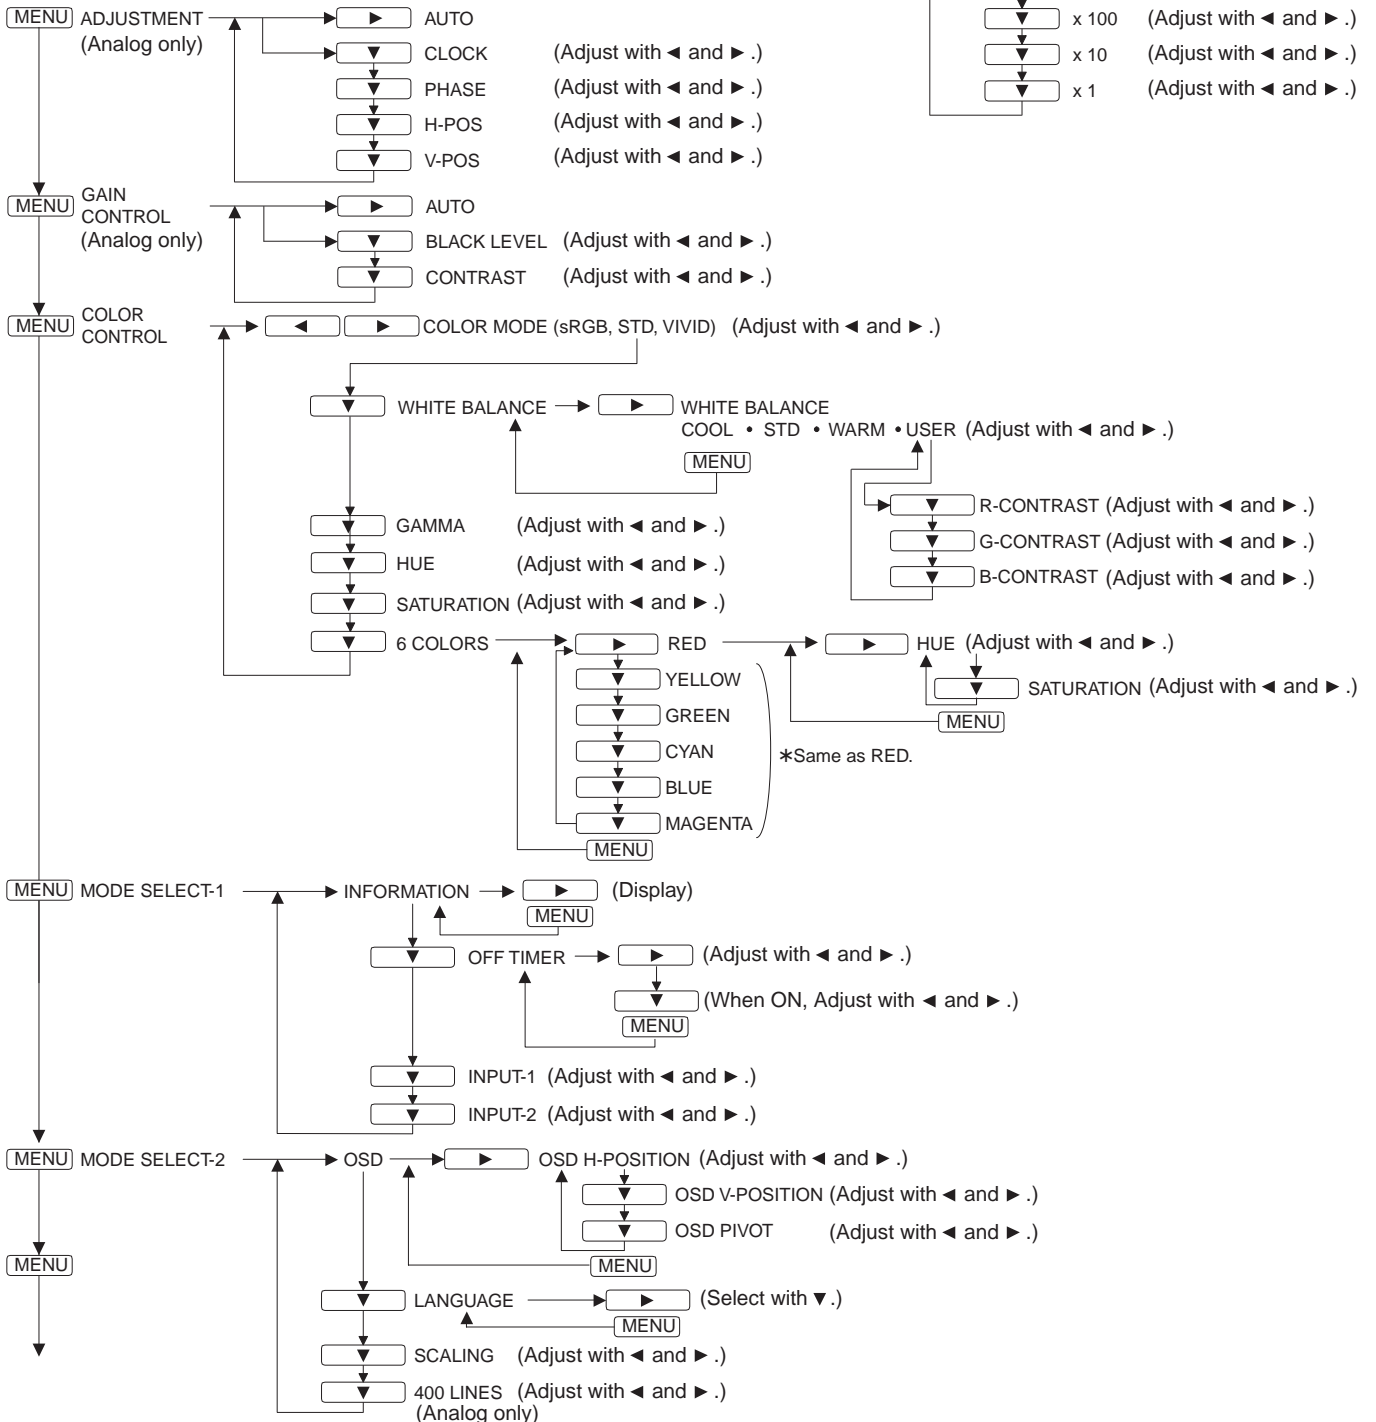 MENU ADJUSTMENT AUTO
(Analog only)
CLOCK (Adjust with ◄ and ► .)
PHASE (Adjust with ◄ and ► .)
H-POS (Adjust with ◄ and ► .)
V-POS (Adjust with ◄ and ► .)
▼ x 100 (Adjust with ◄ and ► .)
▼ x 10 (Adjust with ◄ and ► .)
▼ x 1 (Adjust with ◄ and ► .)
MENU GAIN
CONTROL
(Analog only)
► AUTO
▼ BLACK LEVEL (Adjust with ◄ and ► .)
▼ CONTRAST (Adjust with ◄ and ► .)
MENU COLOR
CONTROL
◄ ► COLOR MODE (sRGB, STD, VIVID) (Adjust with ◄ and ► .)
▼ WHITE BALANCE ► WHITE BALANCE
COOL • STD • WARM • USER (Adjust with ◄ and ► .)
MENU
▼ R-CONTRAST (Adjust with ◄ and ► .)
▼ G-CONTRAST (Adjust with ◄ and ► .)
▼ B-CONTRAST (Adjust with ◄ and ► .)
▼ GAMMA (Adjust with ◄ and ► .)
▼ HUE (Adjust with ◄ and ► .)
▼ SATURATION (Adjust with ◄ and ► .)
▼ 6 COLORS ► RED ► HUE (Adjust with ◄ and ► .)
▼ SATURATION (Adjust with ◄ and ► .)
MENU
▼ YELLOW
▼ GREEN
▼ CYAN
▼ BLUE
▼ MAGENTA
∗Same as RED.
MENU
MENU MODE SELECT-1 INFORMATION ► (Display)
MENU
▼ OFF TIMER ► (Adjust with ◄ and ► .)
▼ (When ON, Adjust with ◄ and ► .)
MENU
▼ INPUT-1 (Adjust with ◄ and ► .)
▼ INPUT-2 (Adjust with ◄ and ► .)
MENU MODE SELECT-2 OSD ► OSD H-POSITION (Adjust with ◄ and ► .)
▼ OSD V-POSITION (Adjust with ◄ and ► .)
▼ OSD PIVOT (Adjust with ◄ and ► .)
MENU
MENU
▼ LANGUAGE ► (Select with ▼ .)
MENU
▼ SCALING (Adjust with ◄ and ► .)
▼ 400 LINES (Adjust with ◄ and ► .)
(Analog only)